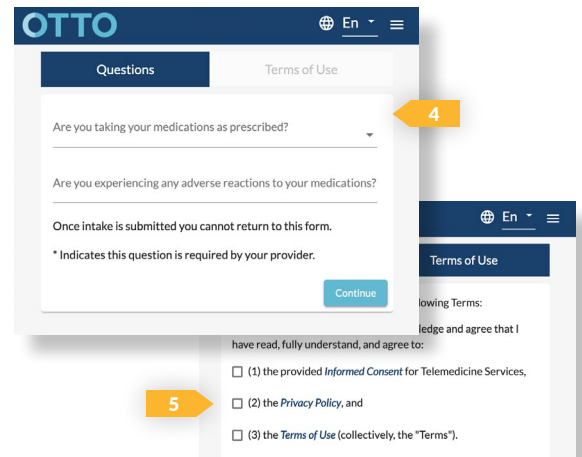 OTTO
En
Questions
Terms of Use
Are you taking your medications as prescribed?
4
Are you experiencing any adverse reactions to your medications?
Once intake is submitted you cannot return to this form.
* Indicates this question is required by your provider.
Continue
En
Terms of Use
lowing Terms:
ledge and agree that I
have read, fully understand, and agree to:
(1) the provided Informed Consent for Telemedicine Services,
5
(2) the Privacy Policy, and
(3) the Terms of Use (collectively, the "Terms").